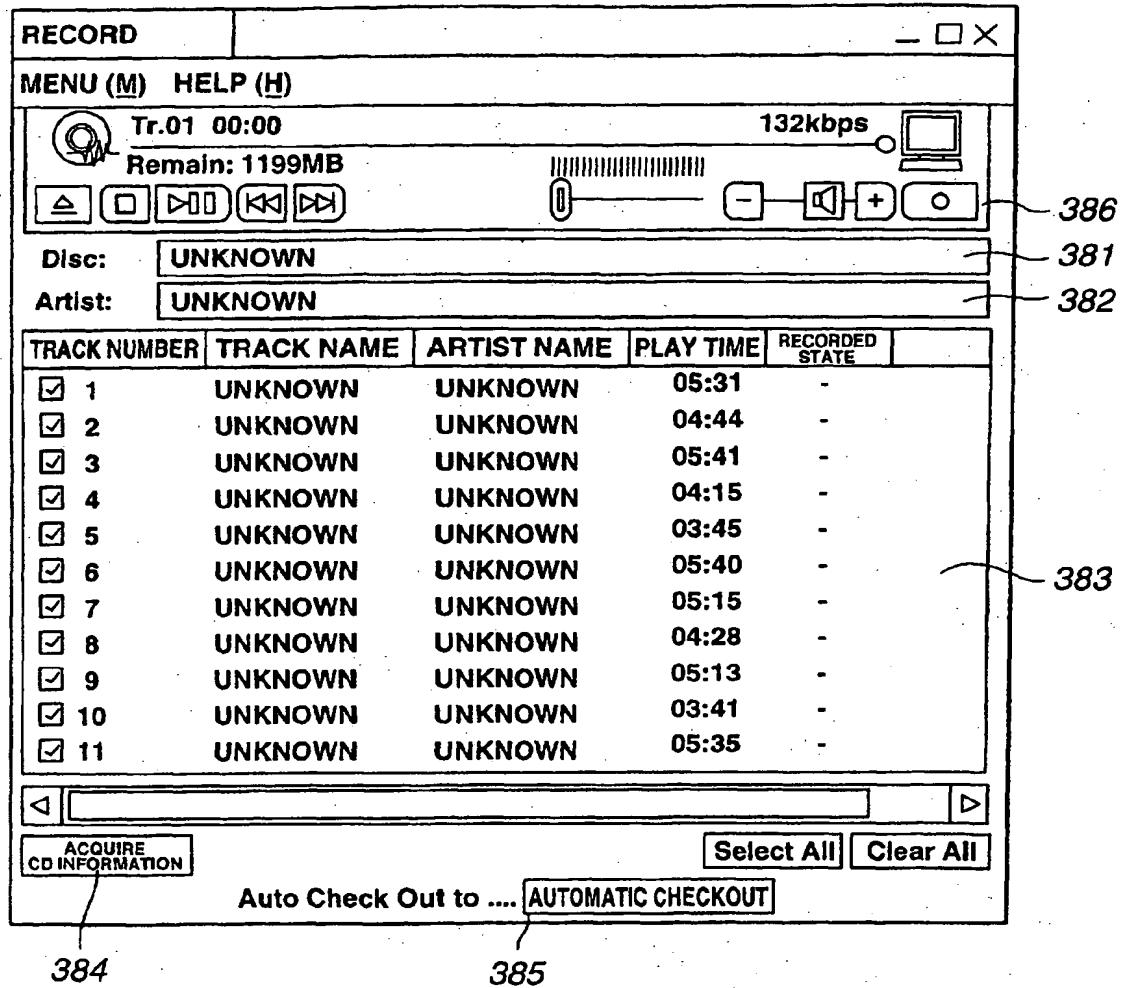 RECORD
MENU (M) HELP (H)
Tr.01 00:00 132kbps
Remain: 1199MB
386
Disc: UNKNOWN 381
Artist: UNKNOWN 382
TRACK NUMBER TRACK NAME ARTIST NAME PLAY TIME RECORDED STATE
1 UNKNOWN UNKNOWN 05:31 -
2 UNKNOWN UNKNOWN 04:44 -
3 UNKNOWN UNKNOWN 05:41 -
4 UNKNOWN UNKNOWN 04:15 -
5 UNKNOWN UNKNOWN 03:45 -
6 UNKNOWN UNKNOWN 05:40 -
383
7 UNKNOWN UNKNOWN 05:15 -
8 UNKNOWN UNKNOWN 04:28 -
9 UNKNOWN UNKNOWN 05:13 -
10 UNKNOWN UNKNOWN 03:41 -
11 UNKNOWN UNKNOWN 05:35 -
ACQUIRE
CD INFORMATION
Select All Clear All
Auto Check Out to .... AUTOMATIC CHECKOUT
384 385